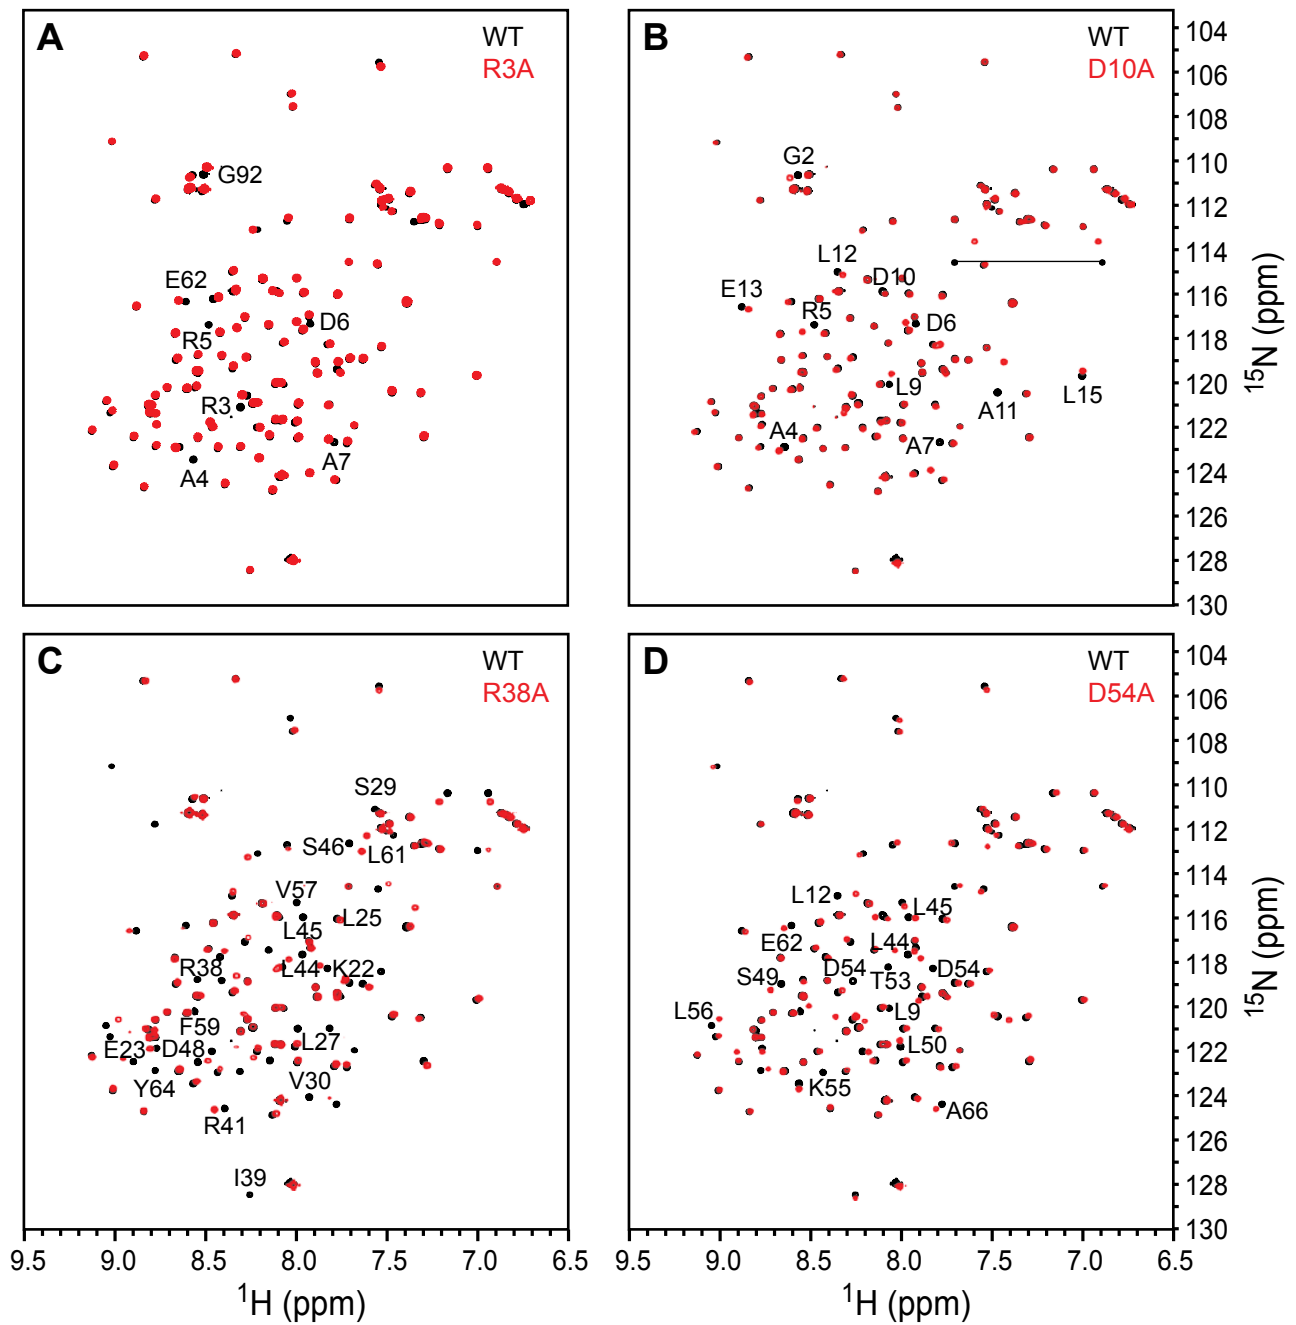 A
WT
R3A
G92
E62
D6
R5
R3
A7
A4
B
WT
D10A
G2
L12
D10
E13
R5
D6
L9
A11
L15
A4
A7
104
106
108
110
112
114
116
118
120
122
124
126
128
130
15N (ppm)
C
WT
R38A
S29
S46
L61
V57
L25
L45
R38
L44
K22
F59
L27
E23
D48
Y64
V30
R41
I39
9.5
9.0
8.5
8.0
7.5
7.0
6.5
1H (ppm)
D
WT
D54A
L12
L45
E62
L44
S49
D54
T53
D54
L56
L9
L50
K55
A66
104
106
108
110
112
114
116
118
120
122
124
126
128
130
15N (ppm)
9.5
9.0
8.5
8.0
7.5
7.0
6.5
1H (ppm)